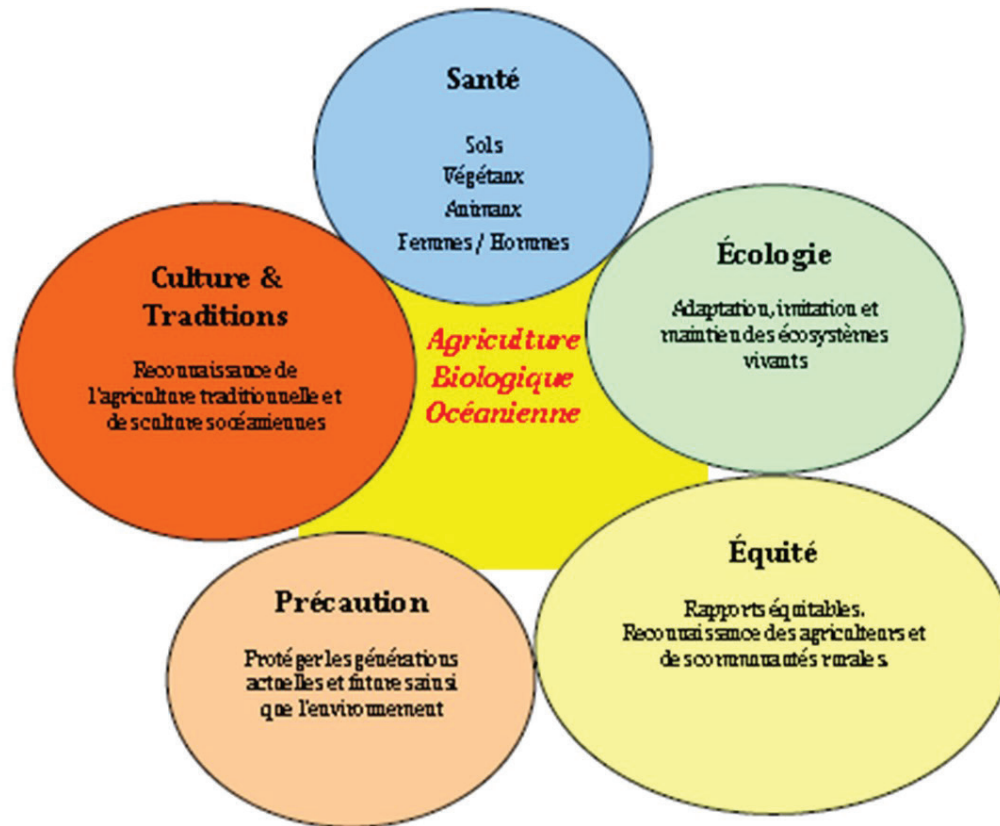 Santé
Sols
Végétaux
Animaux
Femmes / Hommes
Culture &
Traditions
Reconnaissance de
l'agriculture traditionnelle et
des culture s océaniennes
Agriculture
Biologique
Océanienne
Écologie
Adaptation, imitation et
maintien des écosystèmes
vivants
Précaution
Protéger les générations
actuelles et future s ainsi
que l'environnement
Équité
Rapports équitables.
Reconnaissance des agriculteurs et
des communautés rurales.